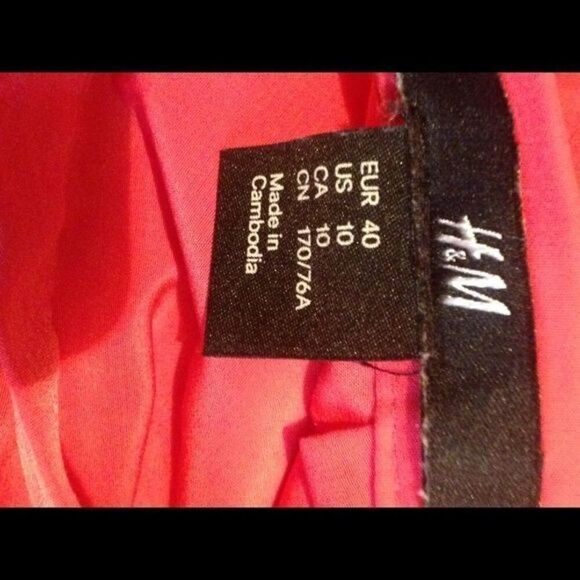 H&M
EUR 40
US 10
CA 10
CN 170/76A
Made in
Cambodia